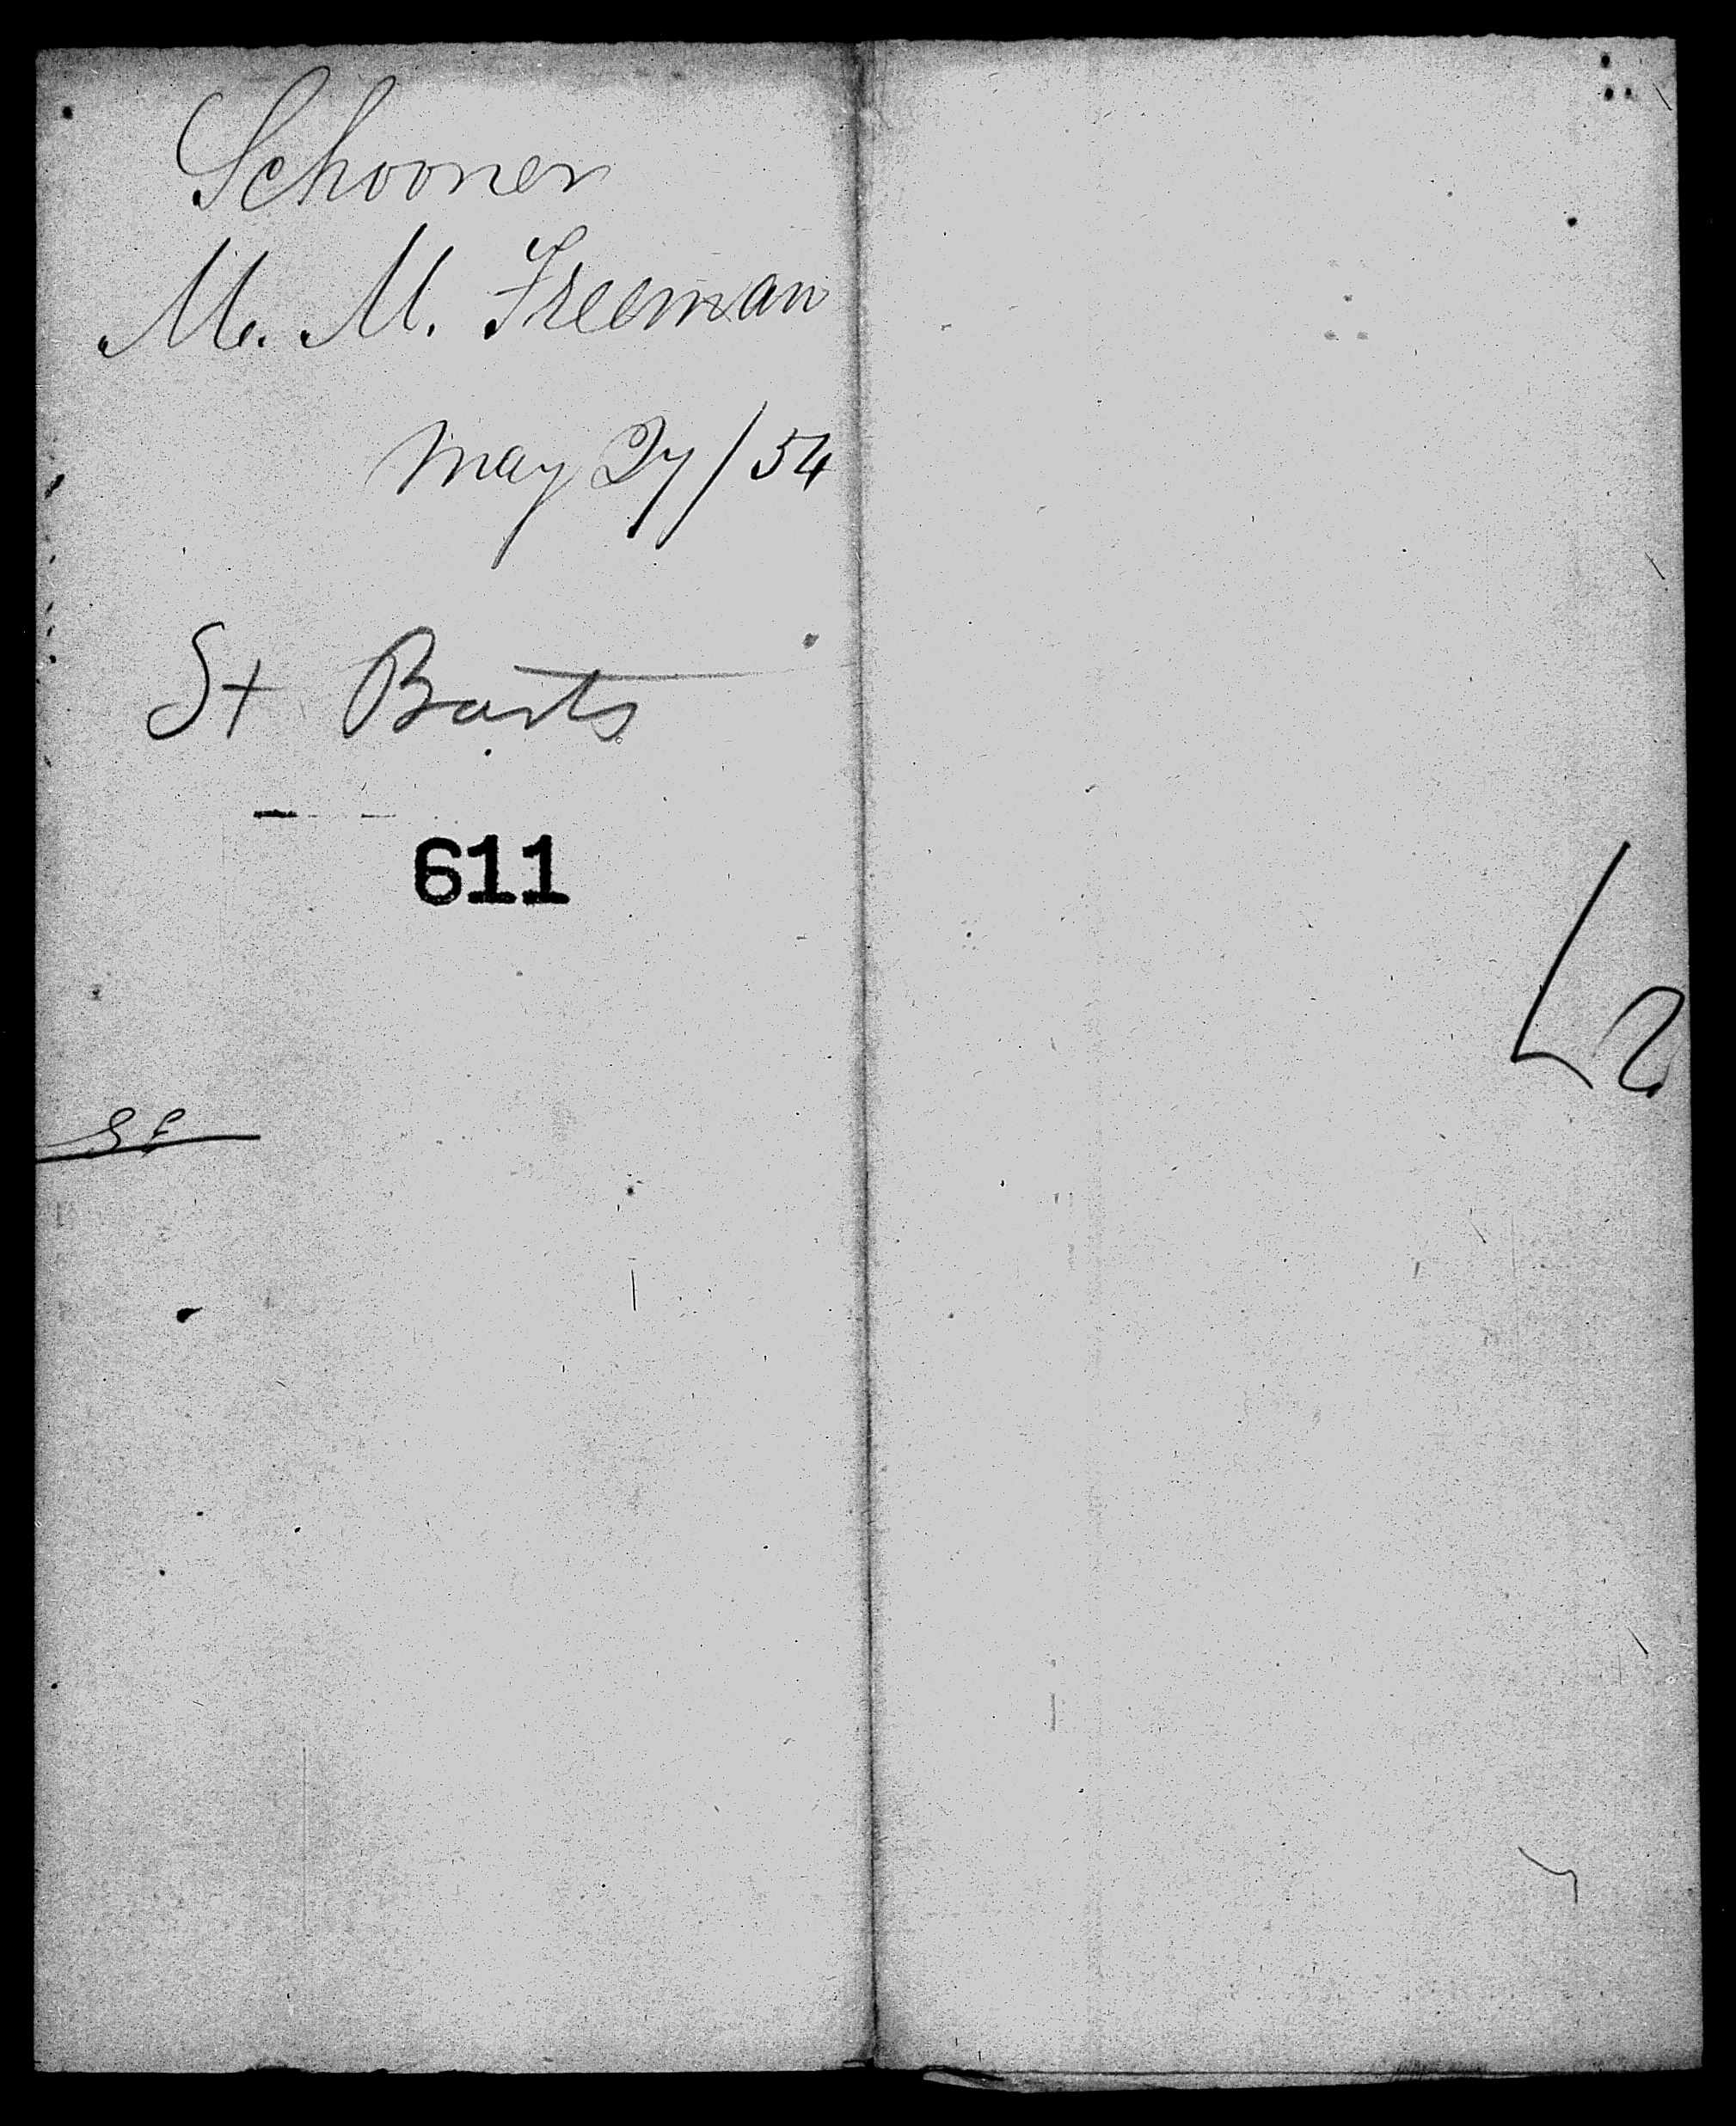 Schooner
M. M. Freeman
May 27/54
St Barts
611